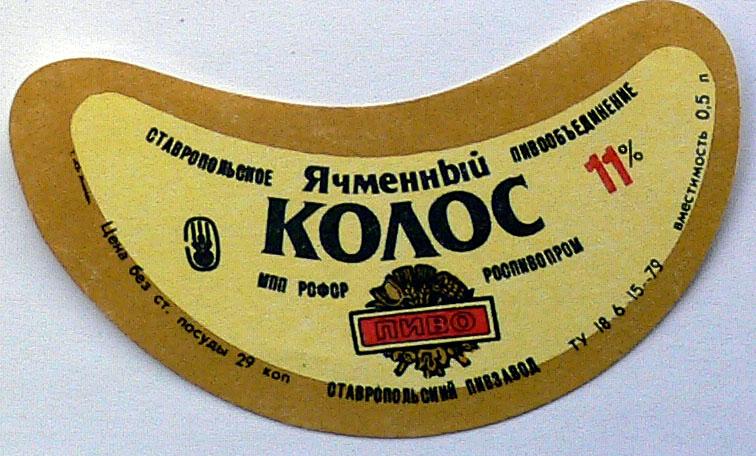 СТАВРОПОЛЬСКОЕ ПИВООБЪЕДИНЕНИЕ
Ячменный
КОЛОС
11%
МПП РСФСР РОСПИВОПРОМ
ПИВО
СТАВРОПОЛЬСКИЙ ПИВЗАВОД
Цена без ст. посуды 29 коп
ТУ 18-6-15-79
вместимость 0,5 л